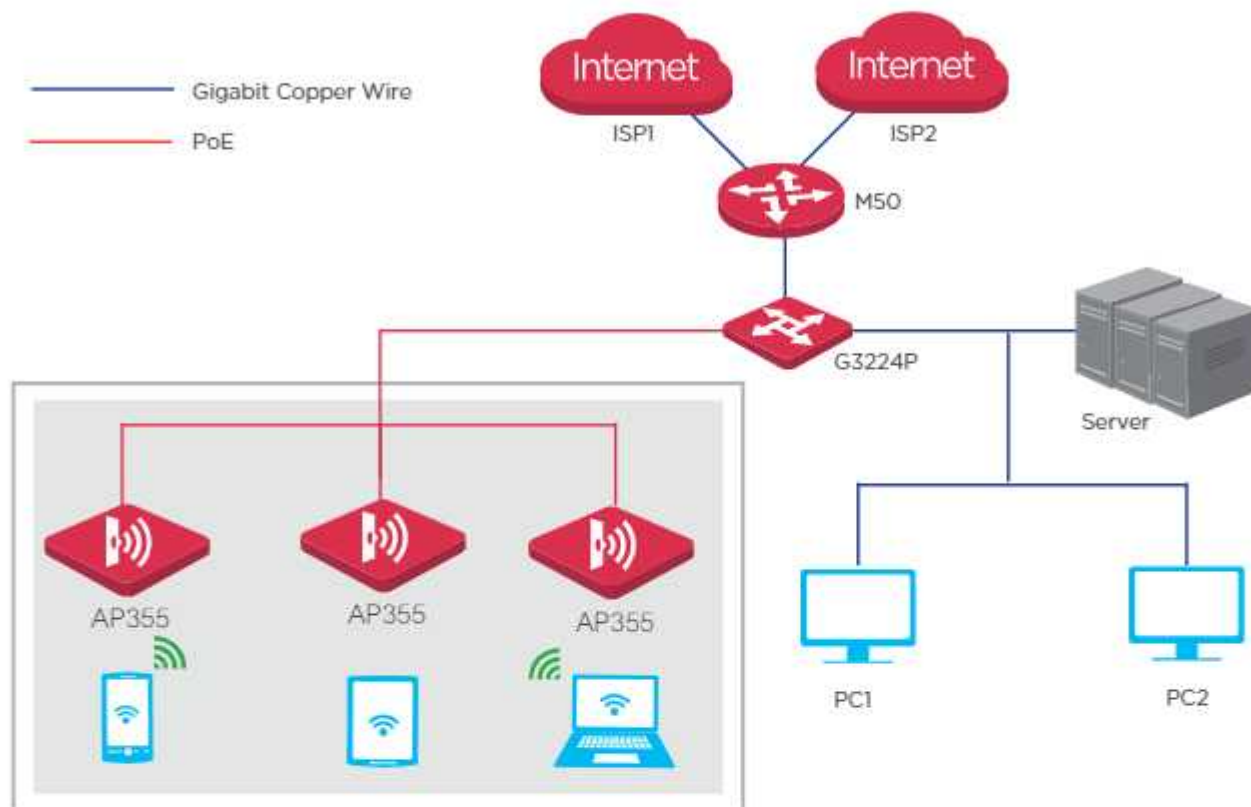 Internet
Internet
Gigabit Copper Wire
ISP1
ISP2
PoE
M50
G3224P
Server
AP355
AP355
AP355
PC1
PC2